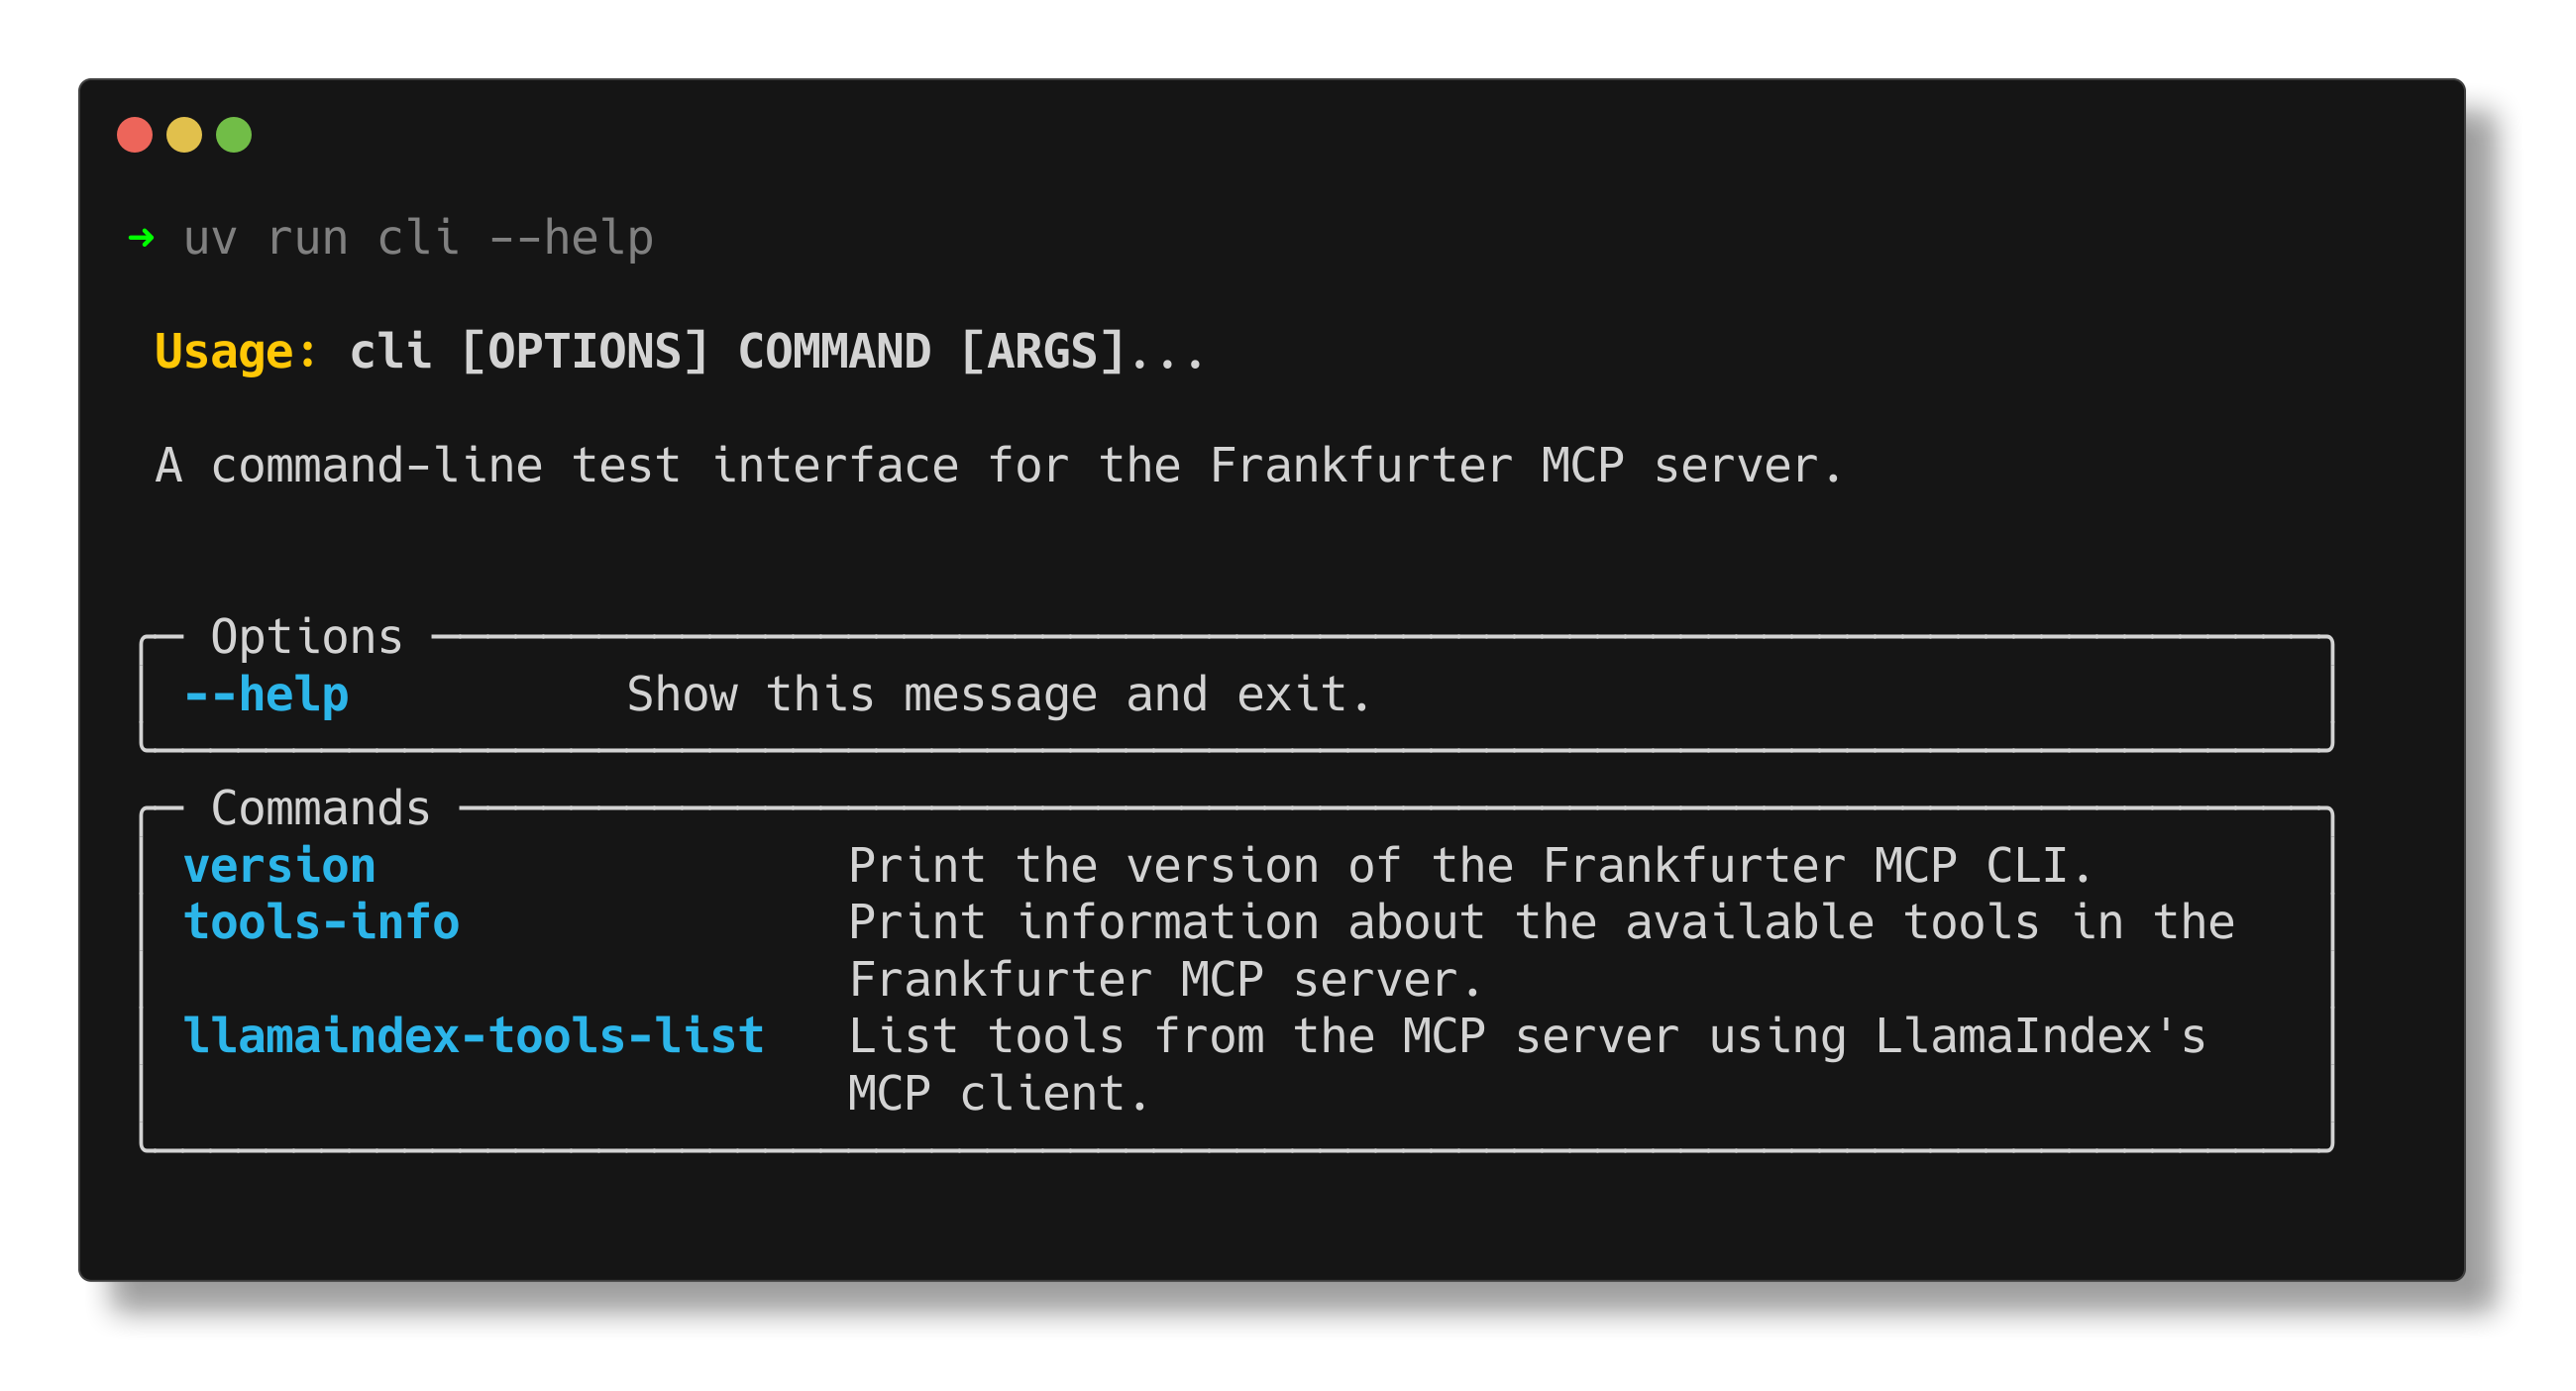 ➜ uv run cli --help
Usage: cli [OPTIONS] COMMAND [ARGS]...
A command-line test interface for the Frankfurter MCP server.
Options
--help Show this message and exit.
Commands
version Print the version of the Frankfurter MCP CLI.
tools-info Print information about the available tools in the
Frankfurter MCP server.
llamaindex-tools-list List tools from the MCP server using LlamaIndex's
MCP client.